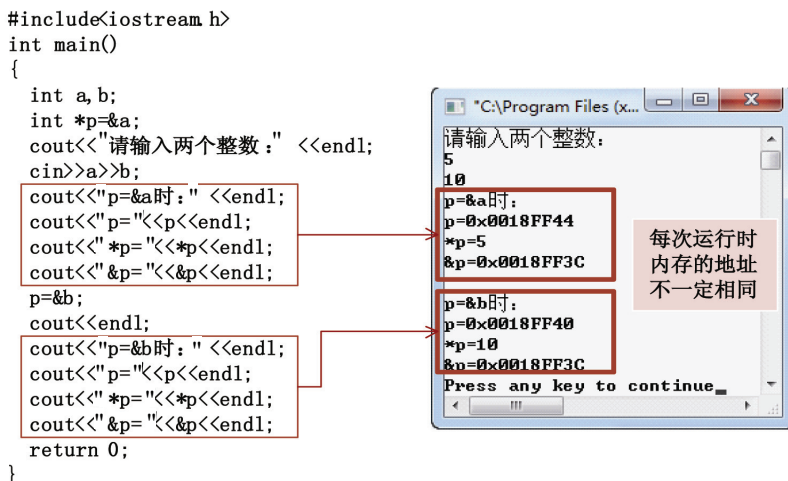 #include<iostream.h>
int main()
{
int a,b;
int *p=&a;
cout<<"请输入两个整数：" <<endl;
cin>>a>>b;
cout<<"p=&a时：" <<endl;
cout<<"p="<<p<<endl;
cout<<" *p= "<<*p<<endl;
cout<<" &p= "<<&p<<endl;
p=&b;
cout<<endl;
cout<<"p=&b时：" <<endl;
cout<<"p="<<p<<endl;
cout<<" *p= "<<*p<<endl;
cout<<" &p= "<<&p<<endl;
return 0;
}
"C:\Program Files (x...
请输入两个整数：
5
10
p=&a时：
p=0x0018FF44
*p=5
&p=0x0018FF3C
p=&b时：
p=0x0018FF40
*p=10
&p=0x0018FF3C
Press any key to continue_
每次运行时
内存的地址
不一定相同